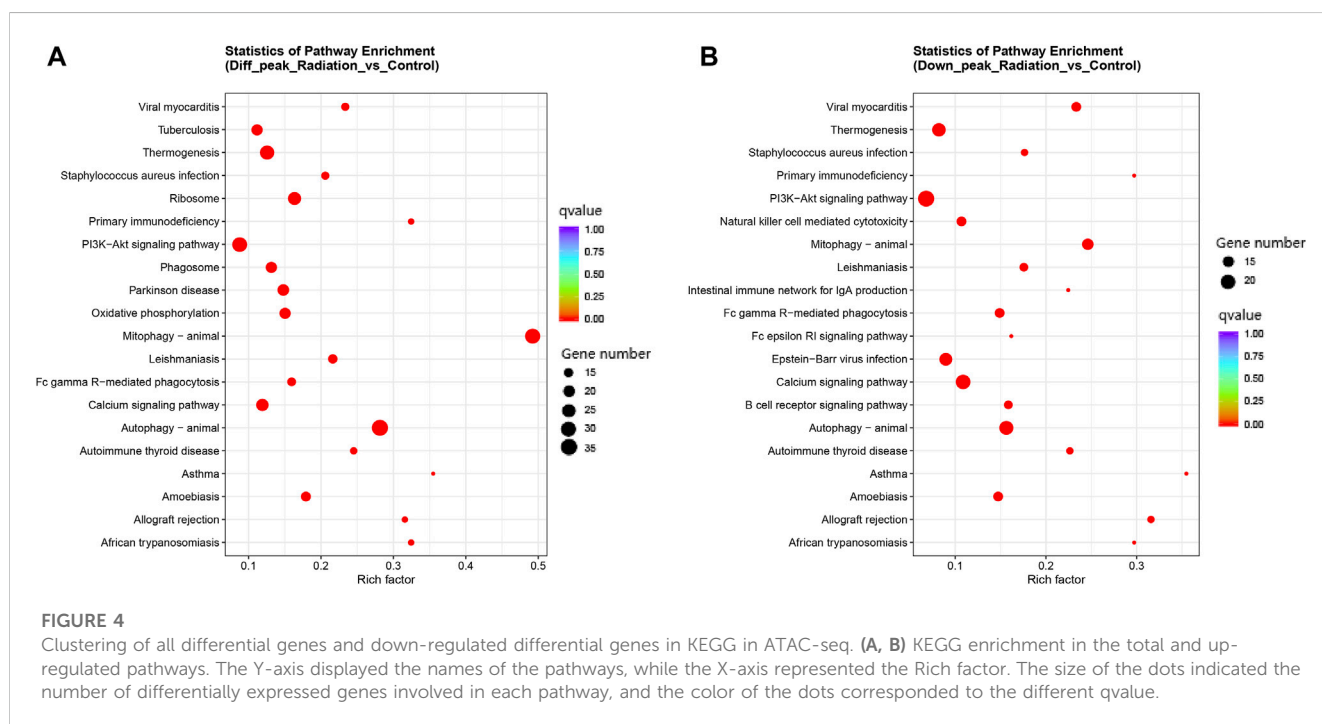 A
Statistics of Pathway Enrichment
(Diff_peak_Radiation_vs_Control)
Viral myocarditis
Tuberculosis
Thermogenesis
Staphylococcus aureus infection
Ribosome
Primary immunodeficiency
PI3K−Akt signaling pathway
Phagosome
Parkinson disease
Oxidative phosphorylation
Mitophagy − animal
Leishmaniasis
Fc gamma R−mediated phagocytosis
Calcium signaling pathway
Autophagy − animal
Autoimmune thyroid disease
Asthma
Amoebiasis
Allograft rejection
African trypanosomiasis
0.1 0.2 0.3 0.4 0.5
Rich factor
qvalue
1.00
0.75
0.50
0.25
0.00
Gene number
15
20
25
30
35
B
Statistics of Pathway Enrichment
(Down_peak_Radiation_vs_Control)
Viral myocarditis
Thermogenesis
Staphylococcus aureus infection
Primary immunodeficiency
PI3K−Akt signaling pathway
Natural killer cell mediated cytotoxicity
Mitophagy − animal
Leishmaniasis
Intestinal immune network for IgA production
Fc gamma R−mediated phagocytosis
Fc epsilon RI signaling pathway
Epstein−Barr virus infection
Calcium signaling pathway
B cell receptor signaling pathway
Autophagy − animal
Autoimmune thyroid disease
Asthma
Amoebiasis
Allograft rejection
African trypanosomiasis
0.1 0.2 0.3
Rich factor
Gene number
15
20
qvalue
1.00
0.75
0.50
0.25
0.00
FIGURE 4
Clustering of all differential genes and down-regulated differential genes in KEGG in ATAC-seq. (A, B) KEGG enrichment in the total and up-
regulated pathways. The Y-axis displayed the names of the pathways, while the X-axis represented the Rich factor. The size of the dots indicated the
number of differentially expressed genes involved in each pathway, and the color of the dots corresponded to the different qvalue.